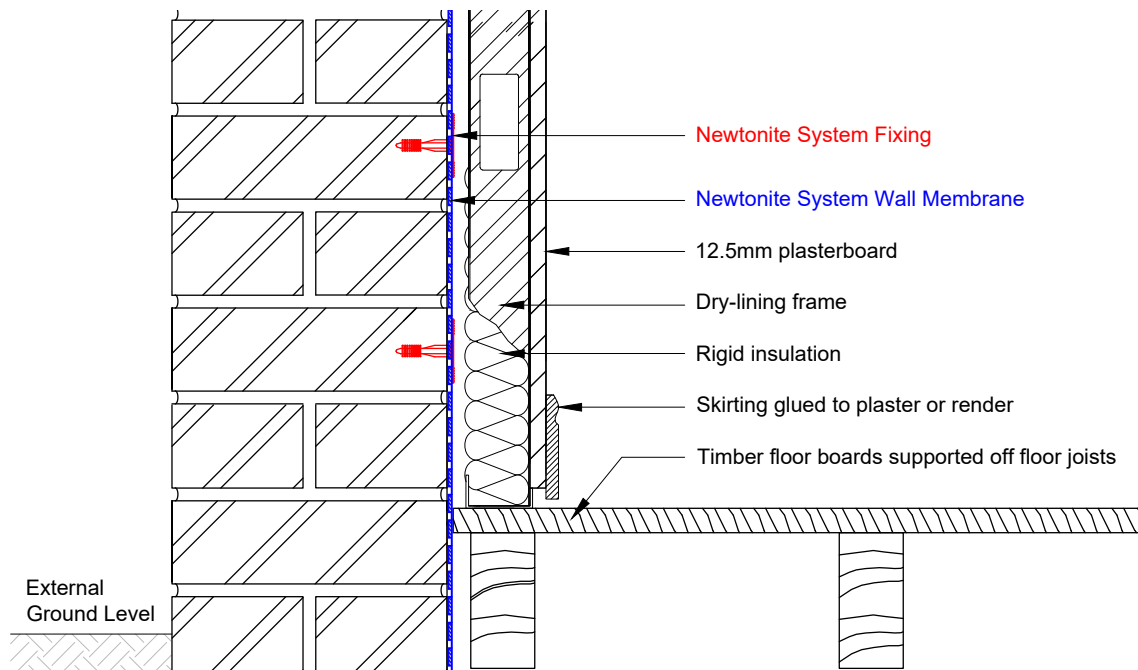 Newtonite System Fixing
Newtonite System Wall Membrane
12.5mm plasterboard
Dry-lining frame
Rigid insulation
Skirting glued to plaster or render
Timber floor boards supported off floor joists
External
Ground Level